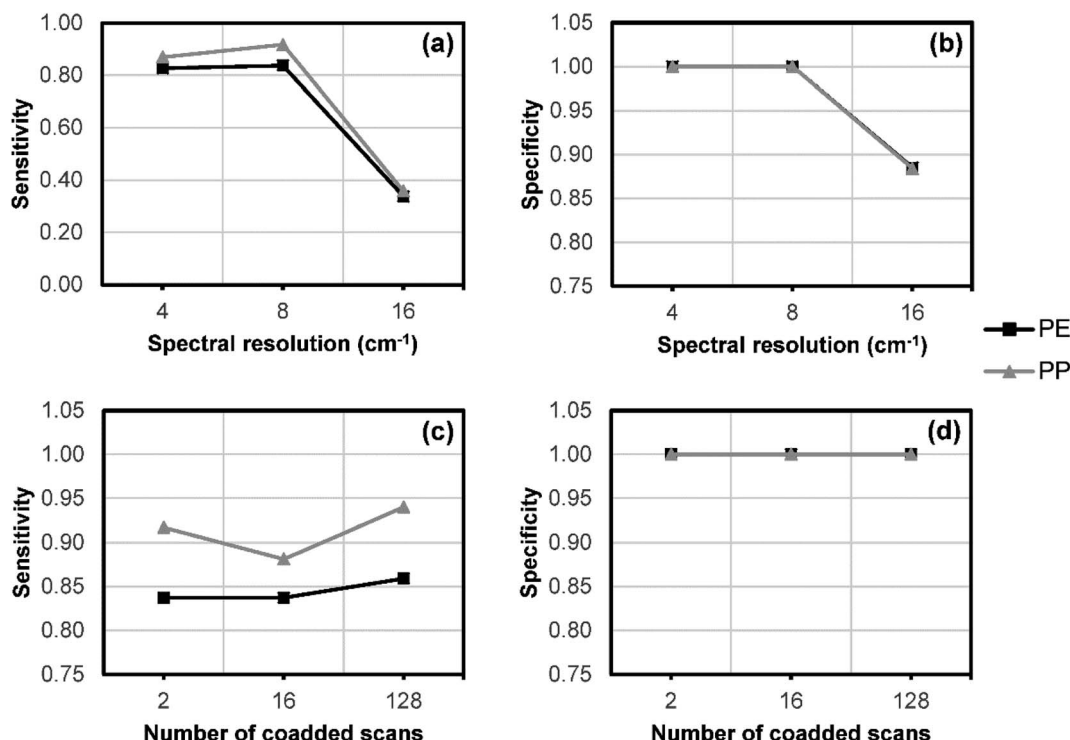 (a)
1.00
0.80
0.60
0.40
0.20
0.00
Sensitivity
4 8 16
Spectral resolution (cm⁻¹)
(b)
1.05
1.00
0.95
0.90
0.85
0.80
0.75
Specificity
4 8 16
Spectral resolution (cm⁻¹)
PE
PP
(c)
1.05
1.00
0.95
0.90
0.85
0.80
0.75
Sensitivity
2 16 128
Number of coadded scans
(d)
1.05
1.00
0.95
0.90
0.85
0.80
0.75
Specificity
2 16 128
Number of coadded scans